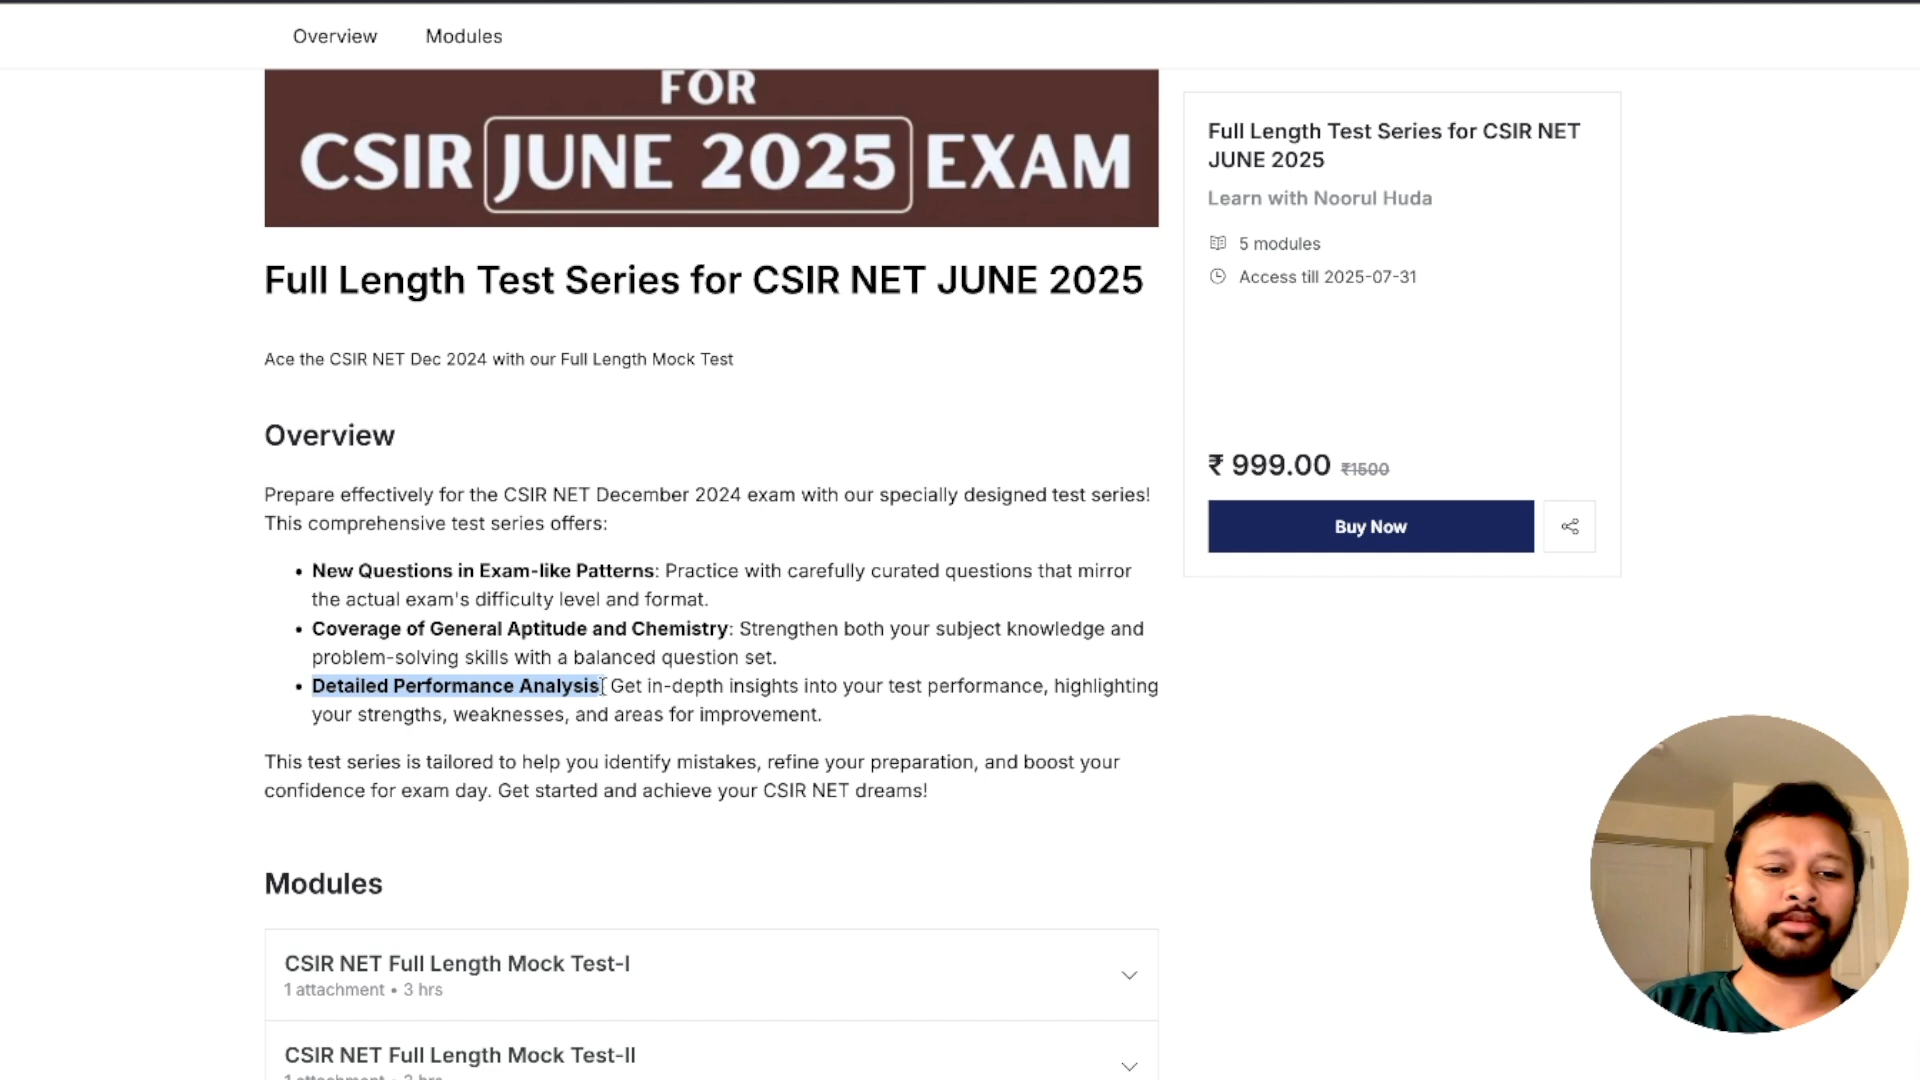 Overview
Modules
FOR
CSIR JUNE 2025 EXAM
Full Length Test Series for CSIR NET JUNE 2025
Ace the CSIR NET Dec 2024 with our Full Length Mock Test
Overview
Prepare effectively for the CSIR NET December 2024 exam with our specially designed test series!
This comprehensive test series offers:
• New Questions in Exam-like Patterns: Practice with carefully curated questions that mirror
the actual exam's difficulty level and format.
• Coverage of General Aptitude and Chemistry: Strengthen both your subject knowledge and
problem-solving skills with a balanced question set.
• Detailed Performance Analysis: Get in-depth insights into your test performance, highlighting
your strengths, weaknesses, and areas for improvement.
This test series is tailored to help you identify mistakes, refine your preparation, and boost your
confidence for exam day. Get started and achieve your CSIR NET dreams!
Modules
CSIR NET Full Length Mock Test-I
1 attachment • 3 hrs
CSIR NET Full Length Mock Test-II
1 attachment • 3 hrs
Full Length Test Series for CSIR NET
JUNE 2025
Learn with Noorul Huda
5 modules
Access till 2025-07-31
₹ 999.00 ₹1500
Buy Now